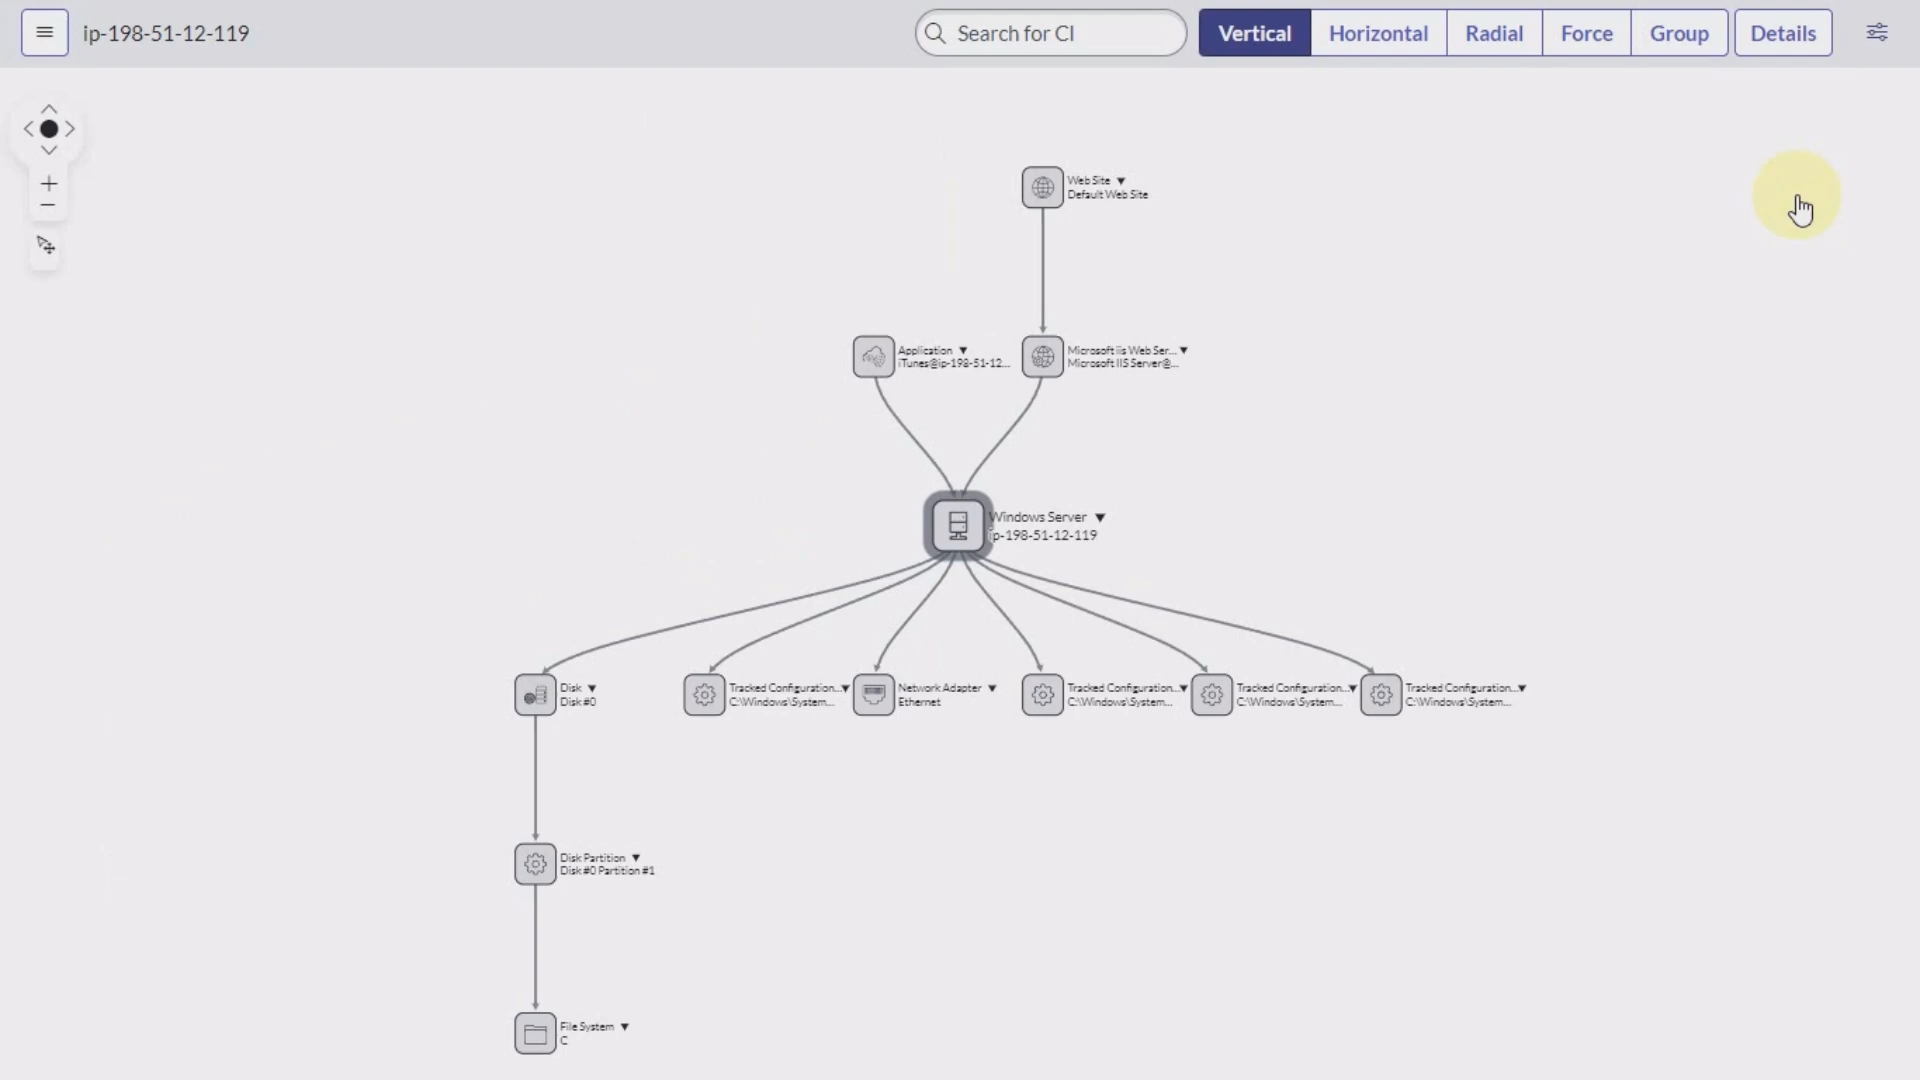 ip-198-51-12-119
Search for CI
Vertical
Horizontal
Radial
Force
Group
Details
Web Site
Default Web Site
Application
iTunes@ip-198-51-12...
Microsoft iis Web Ser...
Microsoft IIS Server@...
Windows Server
ip-198-51-12-119
Disk
Disk #0
Tracked Configuration...
C:\Windows\System...
Network Adapter
Ethernet
Tracked Configuration...
C:\Windows\System...
Tracked Configuration...
C:\Windows\System...
Tracked Configuration...
C:\Windows\System...
Disk Partition
Disk #0 Partition #1
File System
C